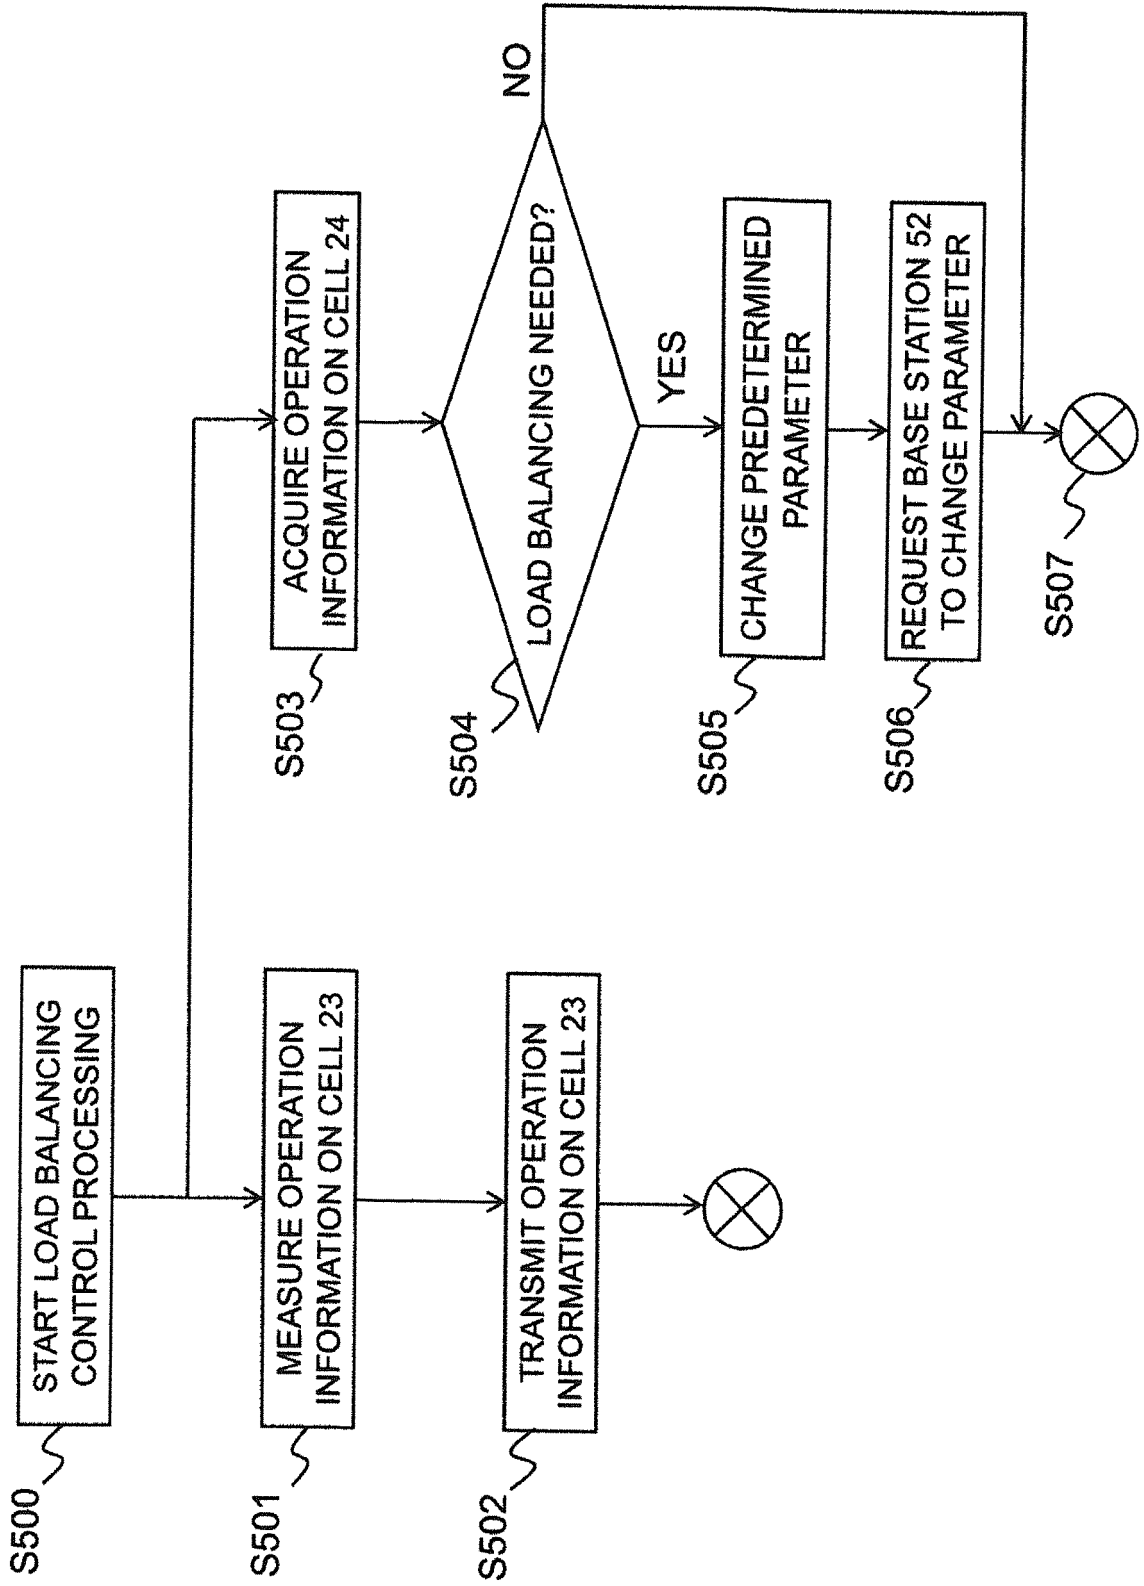 S500
START LOAD BALANCING
CONTROL PROCESSING
S501
MEASURE OPERATION
INFORMATION ON CELL 23
S502
TRANSMIT OPERATION
INFORMATION ON CELL 23
S503
ACQUIRE OPERATION
INFORMATION ON CELL 24
S504
LOAD BALANCING NEEDED?
NO
YES
S505
CHANGE PREDETERMINED
PARAMETER
S506
REQUEST BASE STATION 52
TO CHANGE PARAMETER
S507